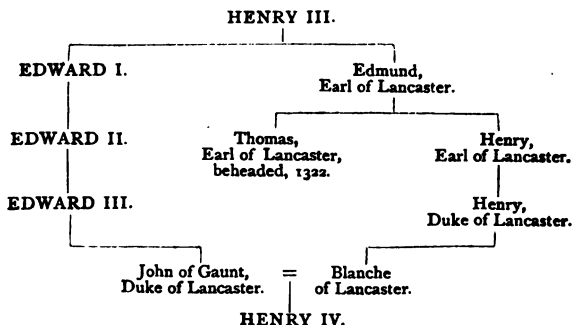 HENRY III.
EDWARD I.
Edmund,
Earl of Lancaster.
EDWARD II.
Thomas,
Earl of Lancaster,
beheaded, 1322.
Henry,
Earl of Lancaster.
EDWARD III.
Henry,
Duke of Lancaster.
John of Gaunt,
Duke of Lancaster.
=
Blanche
of Lancaster.
HENRY IV.